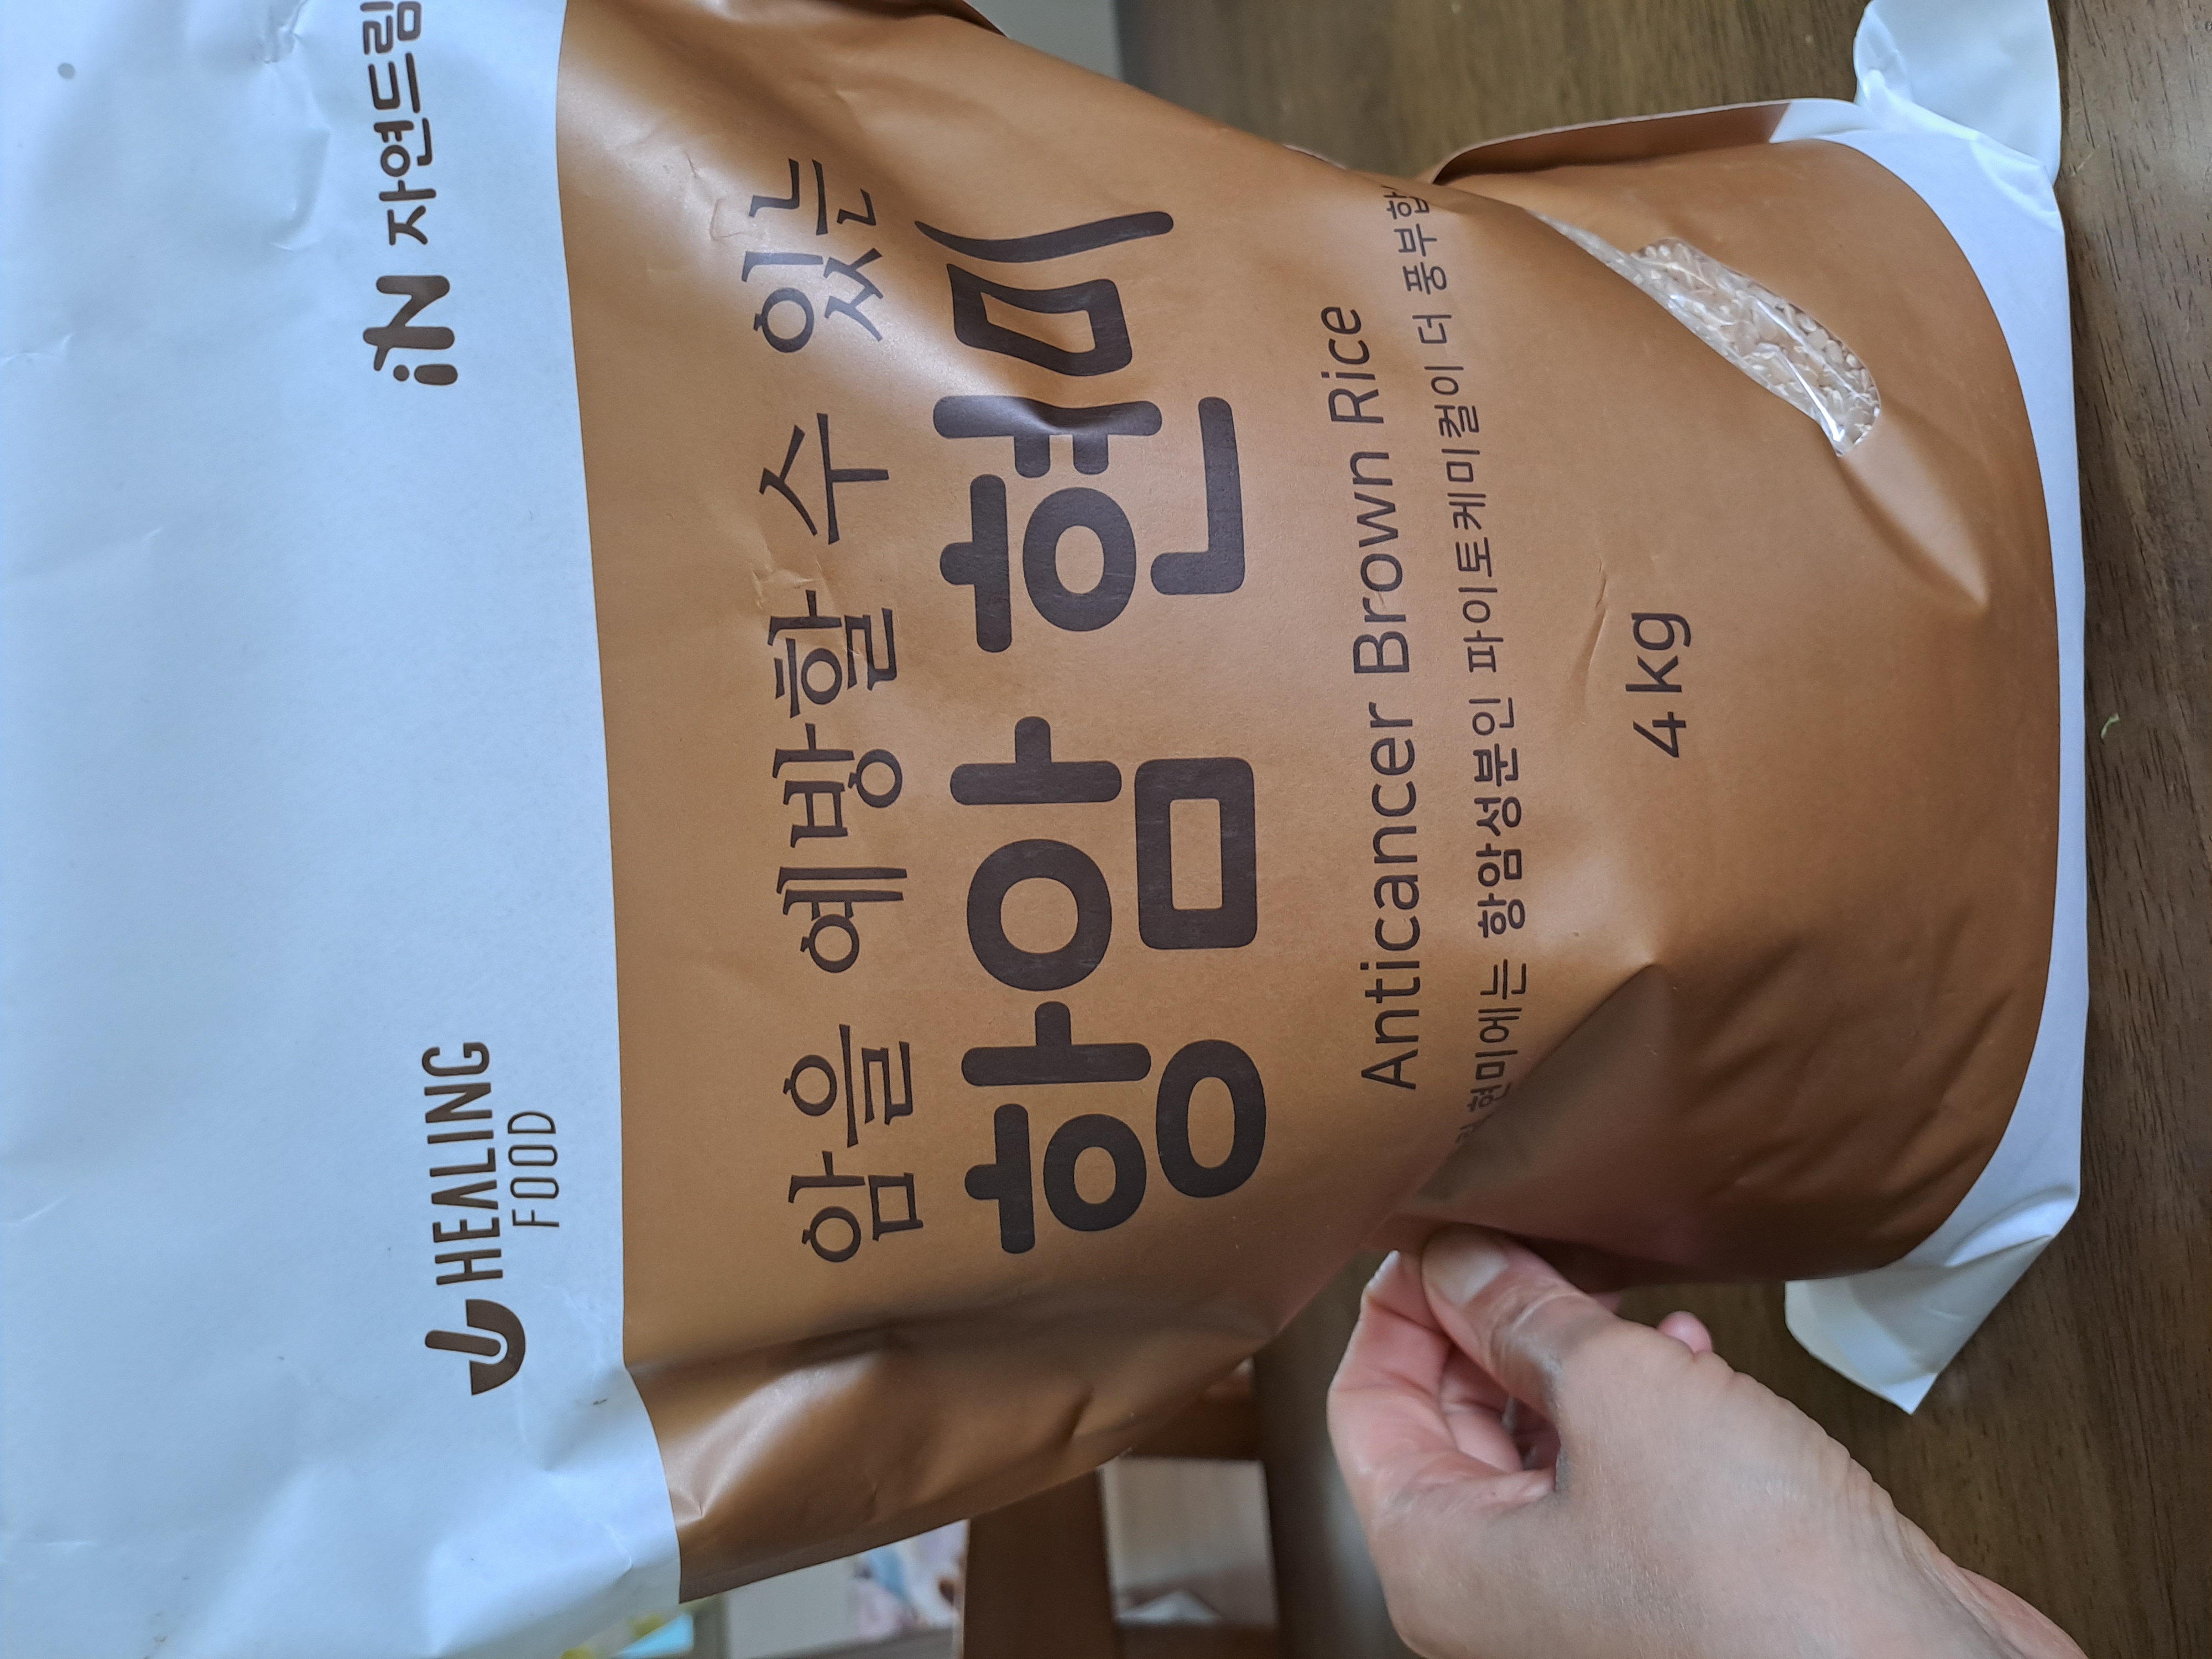 HEALING
FOOD
iN 자연드림
암을 예방할 수 있는
항암 현미
Anticancer Brown Rice
현미에는 항암성분인 파이토케미컬이 더 풍부합
4 kg